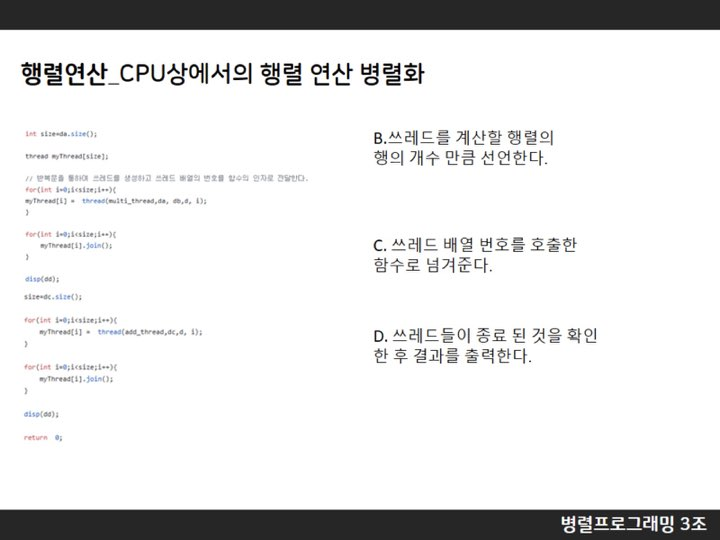 행렬연산_CPU상에서의 행렬 연산 병렬화
int size=da.size();
thread myThread[size];
// 반복문을 통하여 쓰레드를 생성하고 쓰레드 배열의 번호를 함수의 인자로 전달한다.
for(int i=0;i<size;i++){
myThread[i] = thread(multi_thread,da, db,d, i);
}
for(int i=0;i<size;i++){
myThread[i].join();
}
disp(dd);
size=dc.size();
for(int i=0;i<size;i++){
myThread[i] = thread(add_thread,dc,d, i);
}
for(int i=0;i<size;i++){
myThread[i].join();
}
disp(dd);
return 0;
B.쓰레드를 계산할 행렬의
행의 개수 만큼 선언한다.
C. 쓰레드 배열 번호를 호출한
함수로 넘겨준다.
D. 쓰레드들이 종료 된 것을 확인
한 후 결과를 출력한다.
병렬프로그래밍 3조